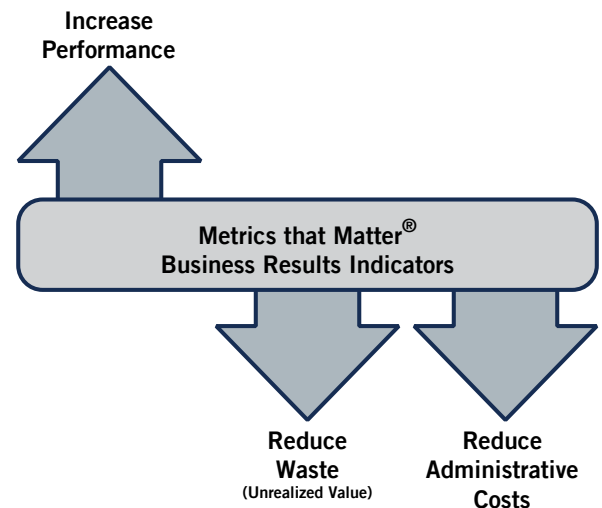 Increase
Performance
Metrics that Matter®
Business Results Indicators
Reduce
Waste
(Unrealized Value)
Reduce
Administrative
Costs